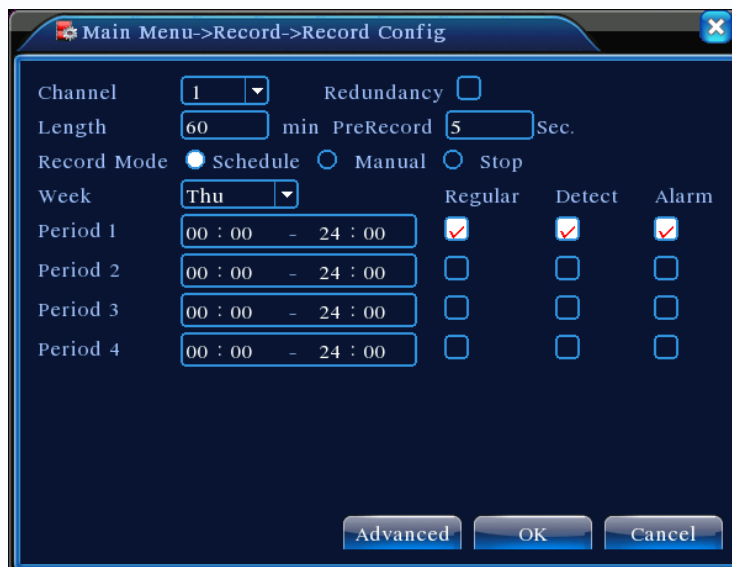 Main Menu->Record->Record Config
Channel 1 Redundancy
Length 60 min PreRecord 5 Sec.
Record Mode Schedule Manual Stop
Week Thu Regular Detect Alarm
Period 1 00 : 00 - 24 : 00
Period 2 00 : 00 - 24 : 00
Period 3 00 : 00 - 24 : 00
Period 4 00 : 00 - 24 : 00
Advanced OK Cancel